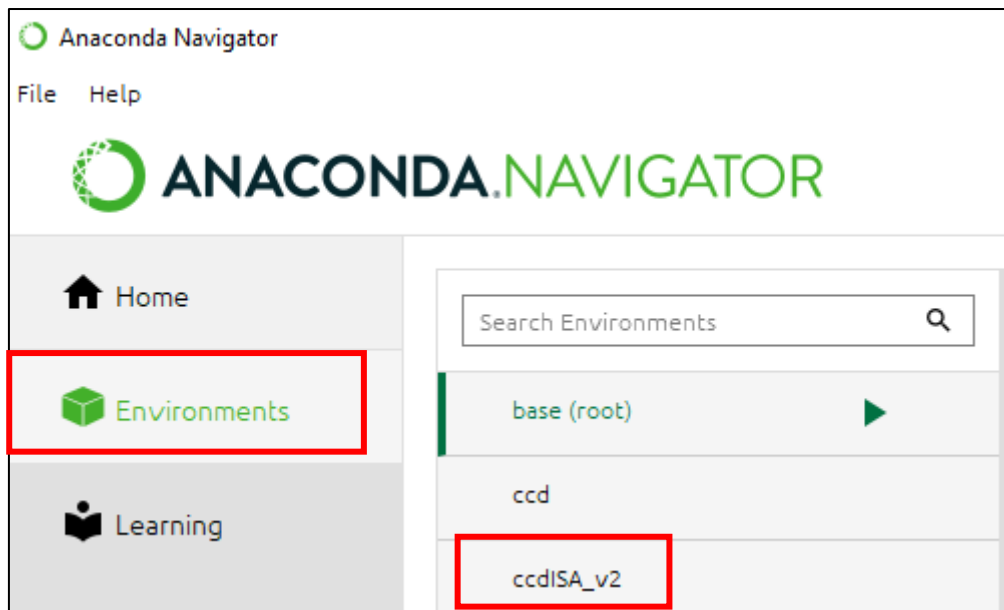 Anaconda Navigator
File Help
ANACONDA.NAVIGATOR
Home
Search Environments
Environments
base (root)
ccd
Learning
ccdISA_v2